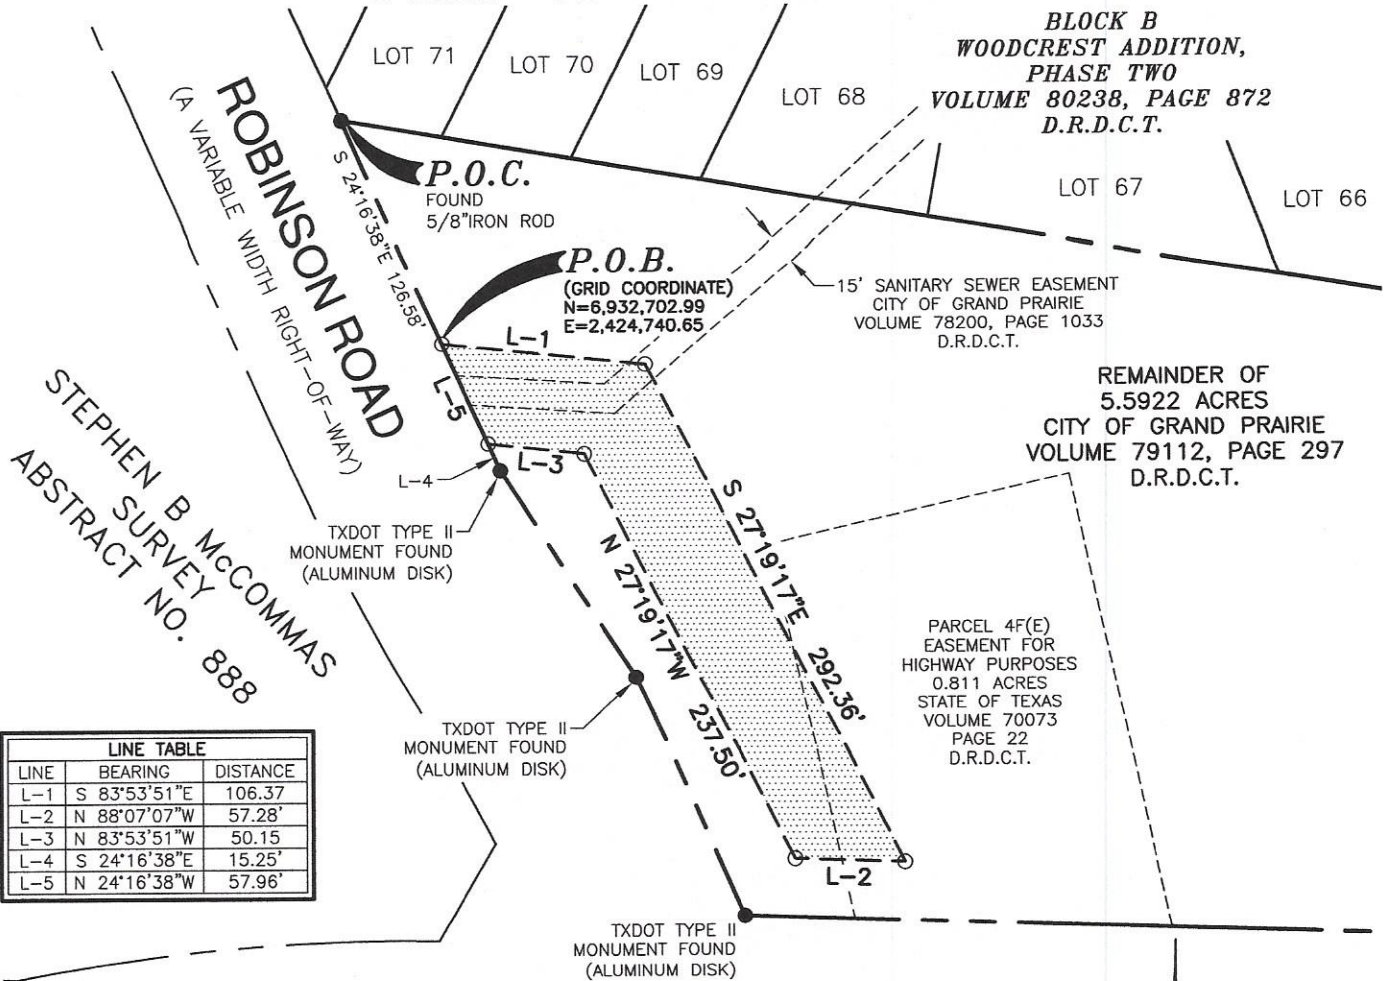 BLOCK B
WOODCREST ADDITION,
PHASE TWO
VOLUME 80238, PAGE 872
D.R.D.C.T.
LOT 71
LOT 70
LOT 69
LOT 68
LOT 67
LOT 66
ROBINSON ROAD
(A VARIABLE WIDTH RIGHT-OF-WAY)
S 24°16'38"E 126.58'
P.O.C.
FOUND
5/8"IRON ROD
P.O.B.
(GRID COORDINATE)
N=6,932,702.99
E=2,424,740.65
15' SANITARY SEWER EASEMENT
CITY OF GRAND PRAIRIE
VOLUME 78200, PAGE 1033
D.R.D.C.T.
L-1
L-5
L-3
L-4
REMAINDER OF
5.5922 ACRES
CITY OF GRAND PRAIRIE
VOLUME 79112, PAGE 297
D.R.D.C.T.
STEPHEN B McCOMMAS
SURVEY
ABSTRACT NO. 888
TXDOT TYPE II
MONUMENT FOUND
(ALUMINUM DISK)
S 27°19'17"E 292.36'
N 27°19'17"W 237.50'
PARCEL 4F(E)
EASEMENT FOR
HIGHWAY PURPOSES
0.811 ACRES
STATE OF TEXAS
VOLUME 70073
PAGE 22
D.R.D.C.T.
TXDOT TYPE II
MONUMENT FOUND
(ALUMINUM DISK)
L-2
TXDOT TYPE II
MONUMENT FOUND
(ALUMINUM DISK)
LINE TABLE
LINE BEARING DISTANCE
L-1 S 83°53'51"E 106.37
L-2 N 88°07'07"W 57.28'
L-3 N 83°53'51"W 50.15
L-4 S 24°16'38"E 15.25'
L-5 N 24°16'38"W 57.96'